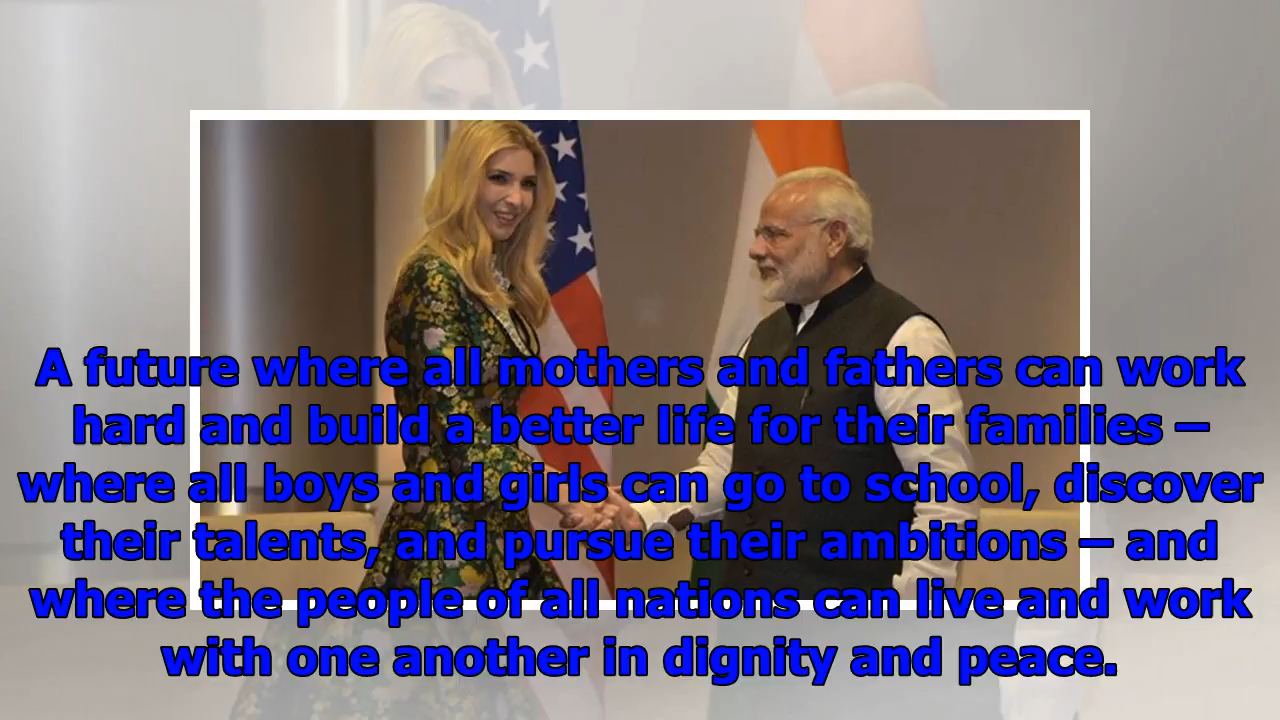 A future where all mothers and fathers can work
hard and build a better life for their families –
where all boys and girls can go to school, discover
their talents, and pursue their ambitions – and
where the people of all nations can live and work
with one another in dignity and peace.